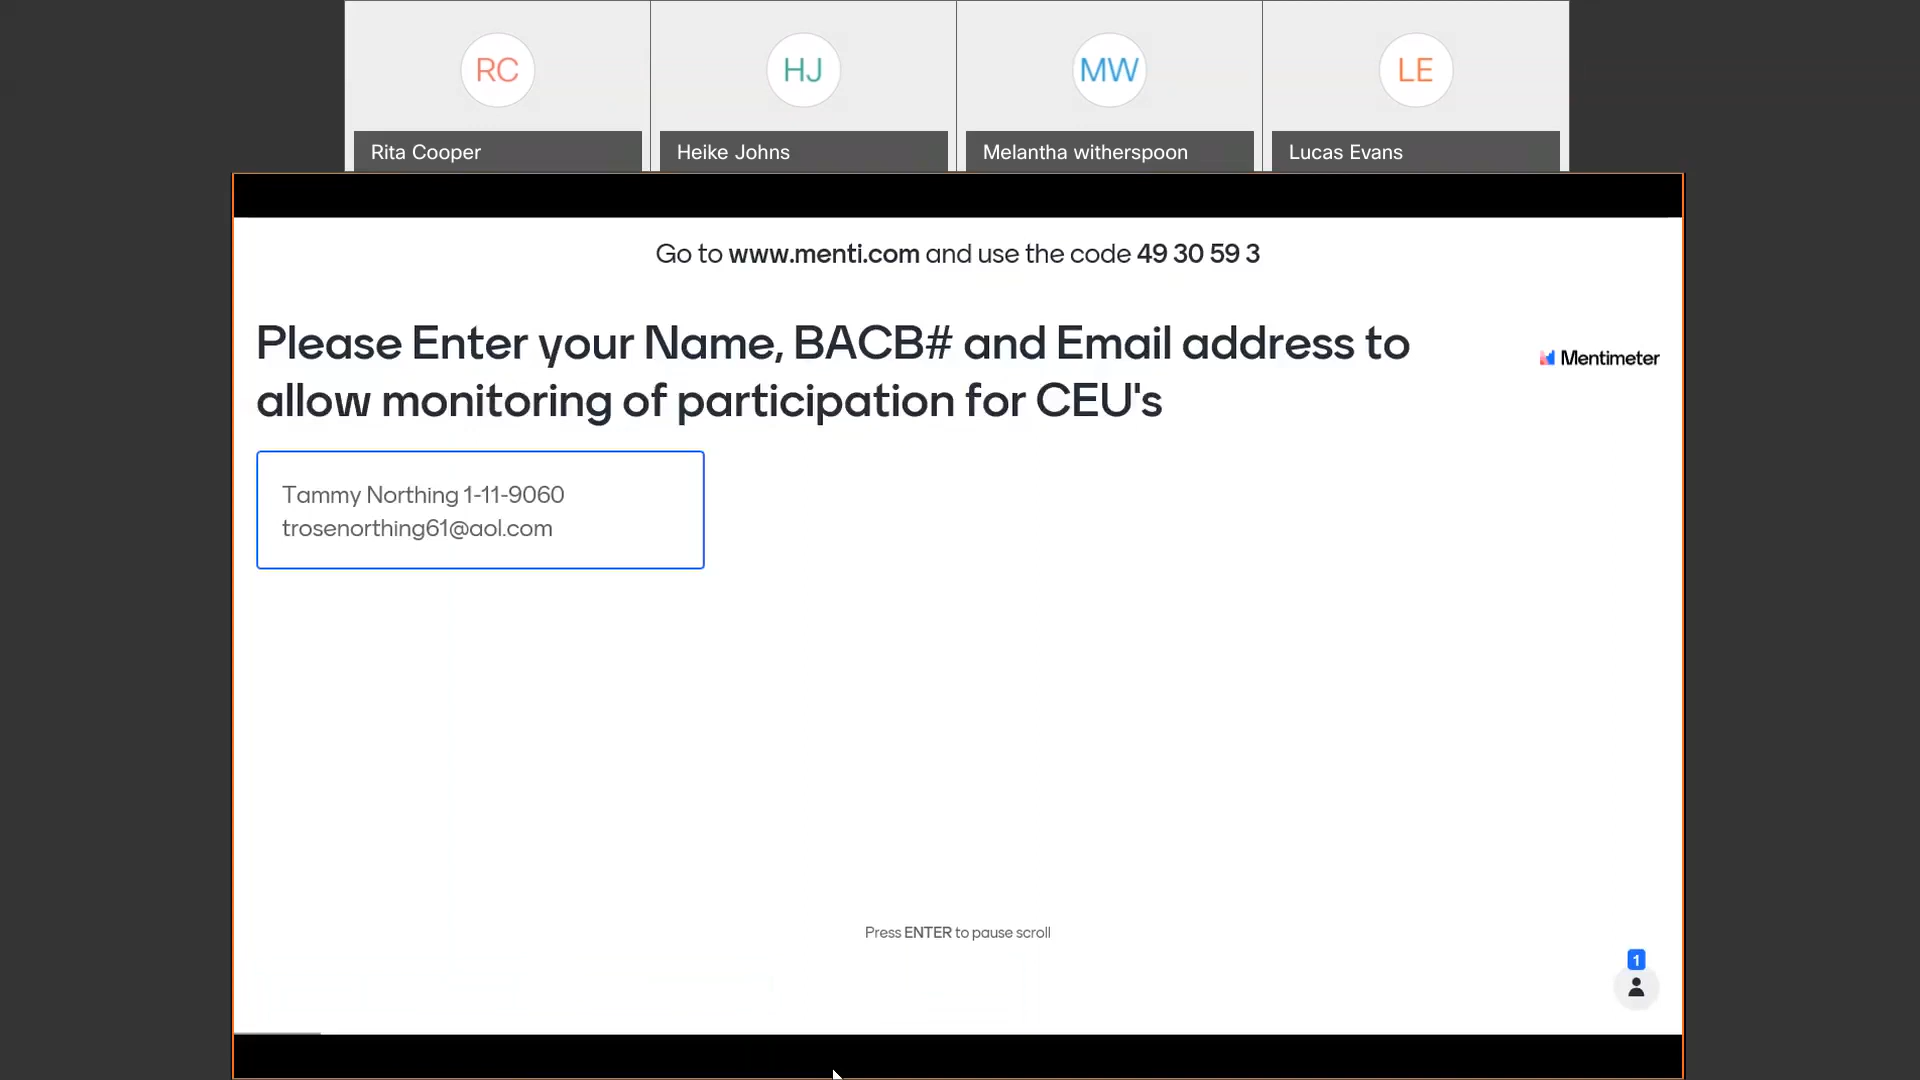 RC
HJ
MW
LE
Rita Cooper
Heike Johns
Melantha witherspoon
Lucas Evans
Go to www.menti.com and use the code 49 30 59 3
Please Enter your Name, BACB# and Email address to
allow monitoring of participation for CEU's
Mentimeter
Tammy Northing 1-11-9060
trosenorthing61@aol.com
Press ENTER to pause scroll
1